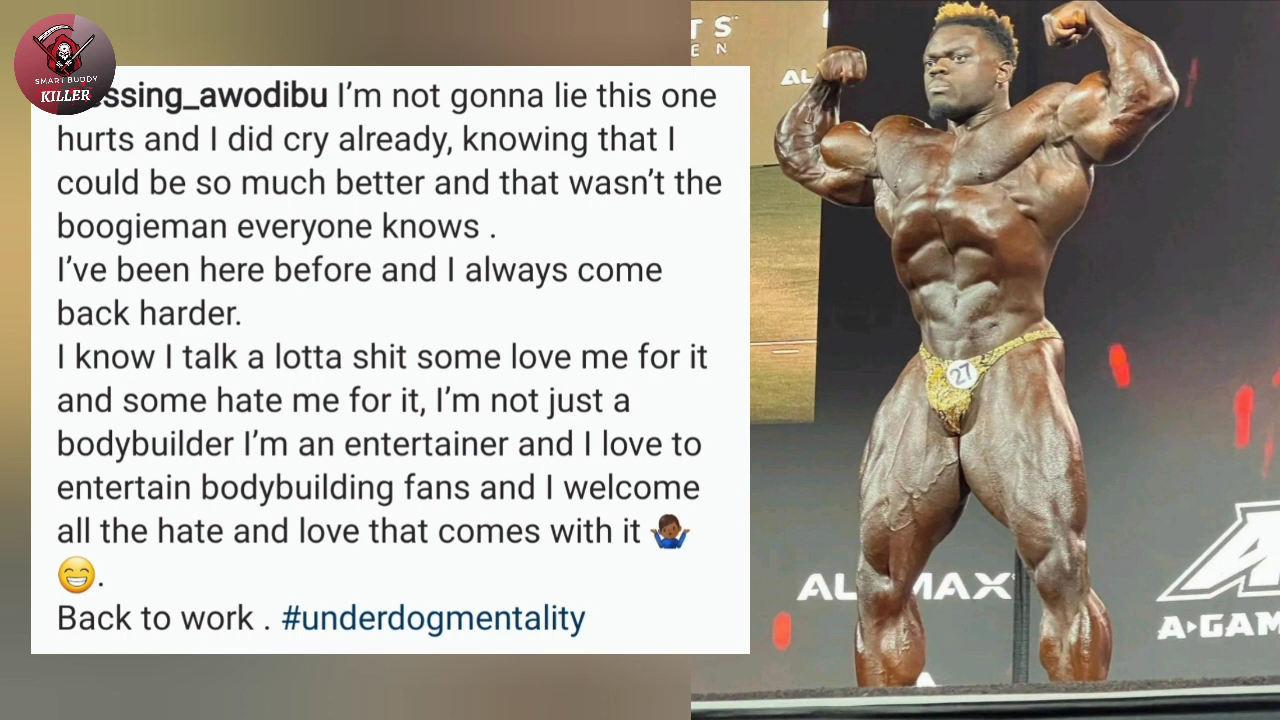 SMART BUDDY
KILLER
essing_awodibu I’m not gonna lie this one
hurts and I did cry already, knowing that I
could be so much better and that wasn’t the
boogieman everyone knows .
I’ve been here before and I always come
back harder.
I know I talk a lotta shit some love me for it
and some hate me for it, I’m not just a
bodybuilder I’m an entertainer and I love to
entertain bodybuilding fans and I welcome
all the hate and love that comes with it 🤷🏾‍♂️
😁.
Back to work . #underdogmentality
27
A-GAM